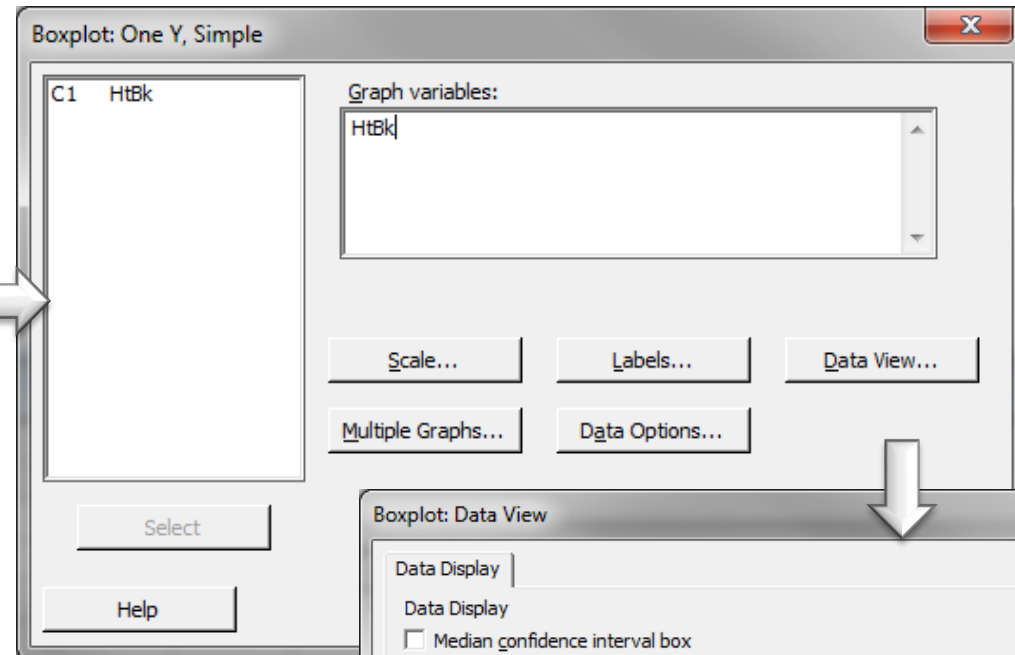 Boxplot: One Y, Simple
C1 HtBk
Graph variables:
HtBk
Scale...
Labels...
Data View...
Multiple Graphs...
Data Options...
Select
Help
Boxplot: Data View
Data Display
Data Display
Median confidence interval box